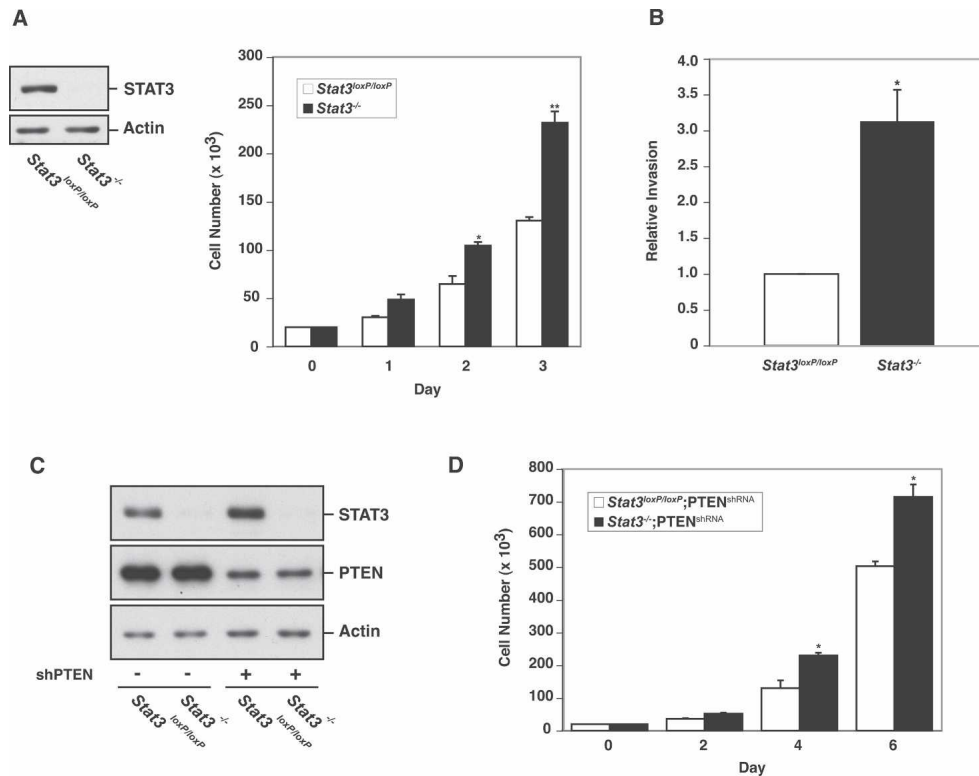 A
STAT3
Actin
Stat3loxP/loxP
Stat3-/-
300
250
200
150
100
50
0
Cell Number (x 10³)
Stat3loxP/loxP
Stat3-/-
*
**
0 1 2 3
Day
B
4.0
3.5
3.0
2.5
2.0
1.5
1.0
0.5
0.5
0
Relative Invasion
*
Stat3loxP/loxP
Stat3-/-
C
STAT3
PTEN
Actin
shPTEN - - + +
Stat3loxP/loxP
Stat3-/-
Stat3loxP/loxP
Stat3-/-
D
800
700
600
500
400
300
200
100
0
Cell Number (x 10³)
Stat3loxP/loxP;PTENshRNA
Stat3-/-;PTENshRNA
*
*
0 2 4 6
Day